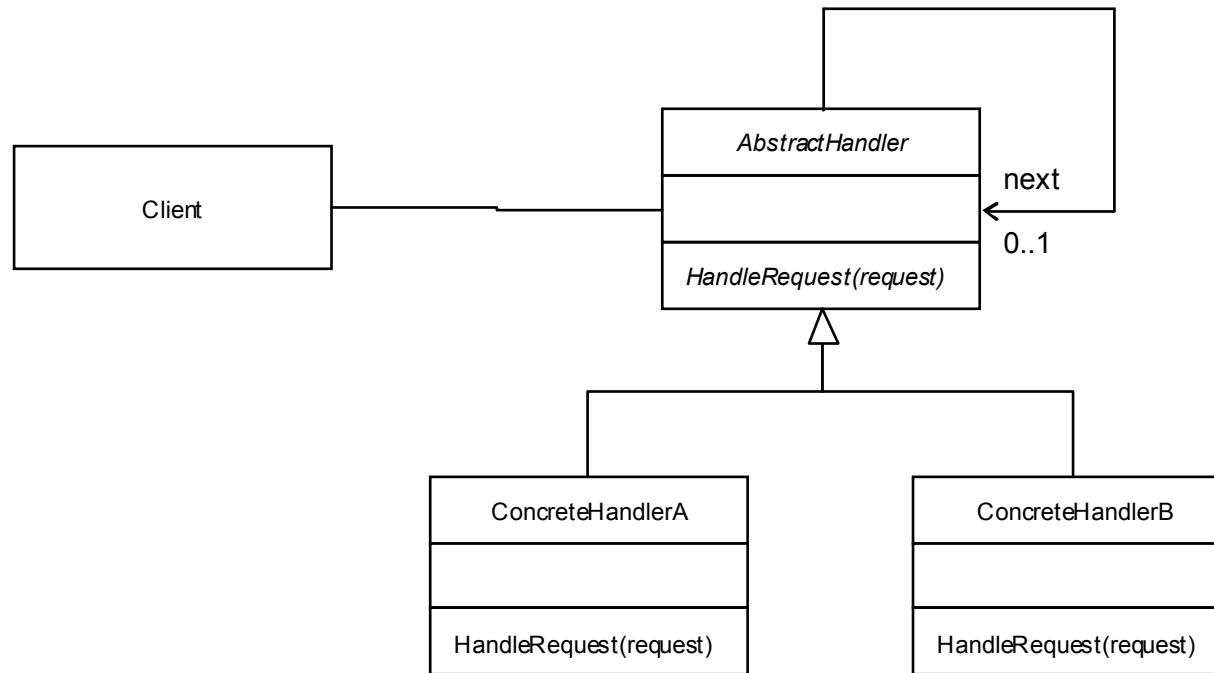 AbstractHandler
Client
next
0..1
HandleRequest(request)
ConcreteHandlerA
ConcreteHandlerB
HandleRequest(request)
HandleRequest(request)